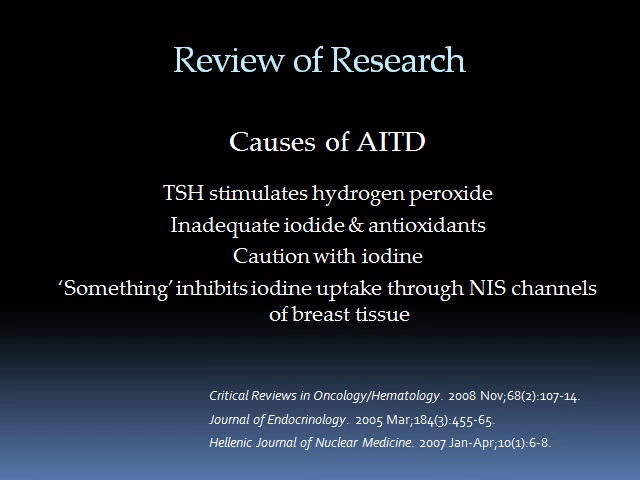 Review of Research
Causes of AITD
TSH stimulates hydrogen peroxide
Inadequate iodide & antioxidants
Caution with iodine
‘Something’ inhibits iodine uptake through NIS channels
of breast tissue
Critical Reviews in Oncology/Hematology. 2008 Nov;68(2):107-14.
Journal of Endocrinology. 2005 Mar;184(3):455-65.
Hellenic Journal of Nuclear Medicine. 2007 Jan-Apr;10(1):6-8.